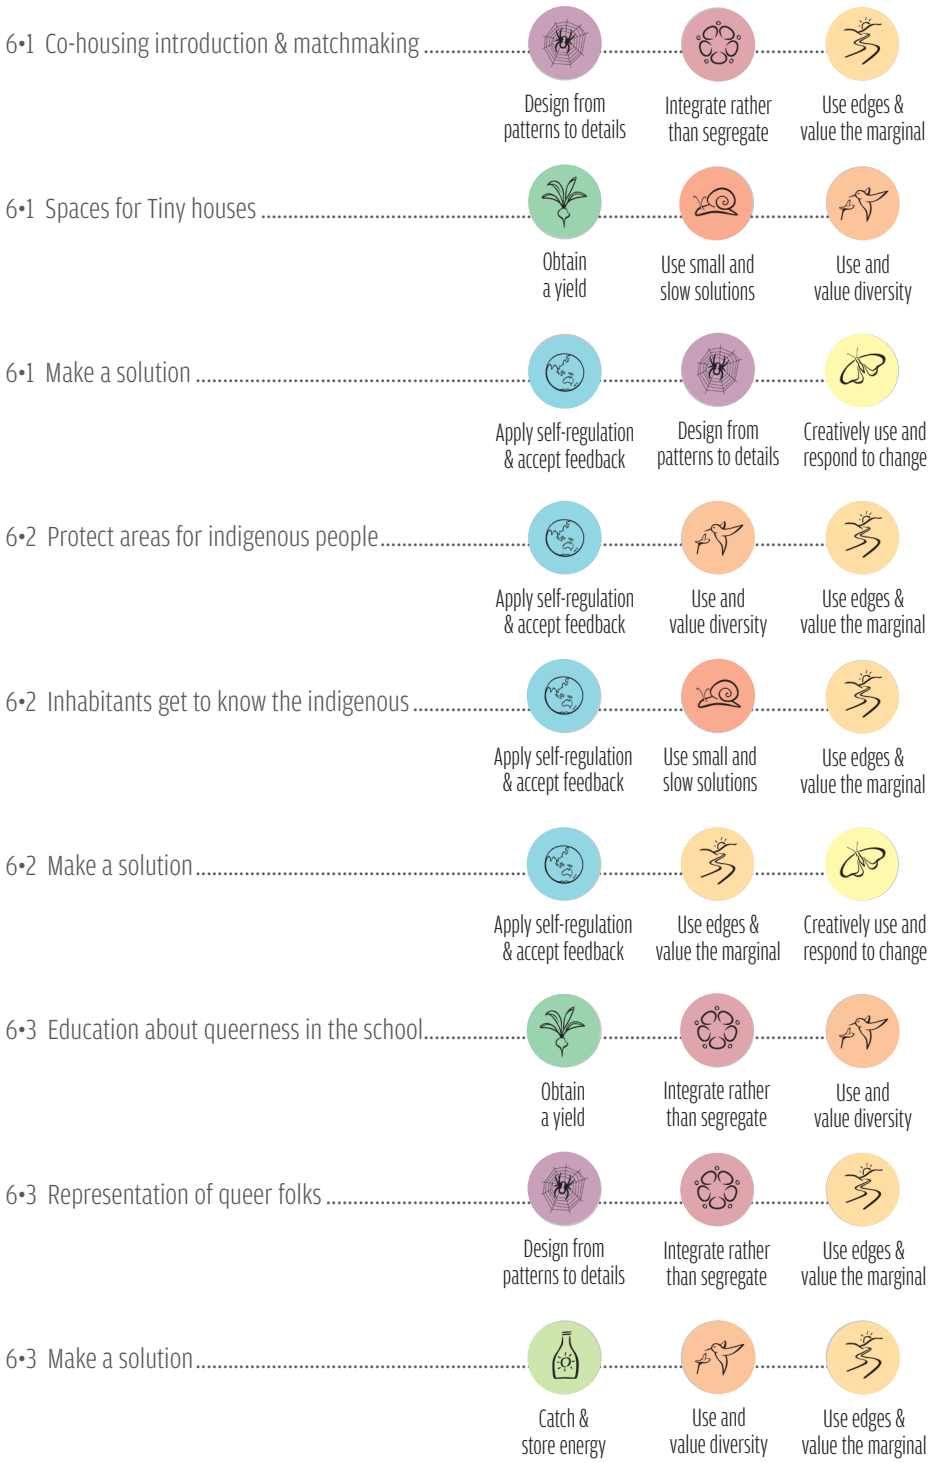 6•1 Co-housing introduction & matchmaking
Design from
patterns to details
Integrate rather
than segregate
Use edges &
value the marginal
6•1 Spaces for Tiny houses
Obtain
a yield
Use small and
slow solutions
Use and
value diversity
6•1 Make a solution
Apply self-regulation
& accept feedback
Design from
patterns to details
Creatively use and
respond to change
6•2 Protect areas for indigenous people
Apply self-regulation
& accept feedback
Use and
value diversity
Use edges &
value the marginal
6•2 Inhabitants get to know the indigenous
Apply self-regulation
& accept feedback
Use small and
slow solutions
Use edges &
value the marginal
6•2 Make a solution
Apply self-regulation
& accept feedback
Use edges &
value the marginal
Creatively use and
respond to change
6•3 Education about queerness in the school
Obtain
a yield
Integrate rather
than segregate
Use and
value diversity
6•3 Representation of queer folks
Design from
patterns to details
Integrate rather
than segregate
Use edges &
value the marginal
6•3 Make a solution
Catch &
store energy
Use and
value diversity
Use edges &
value the marginal